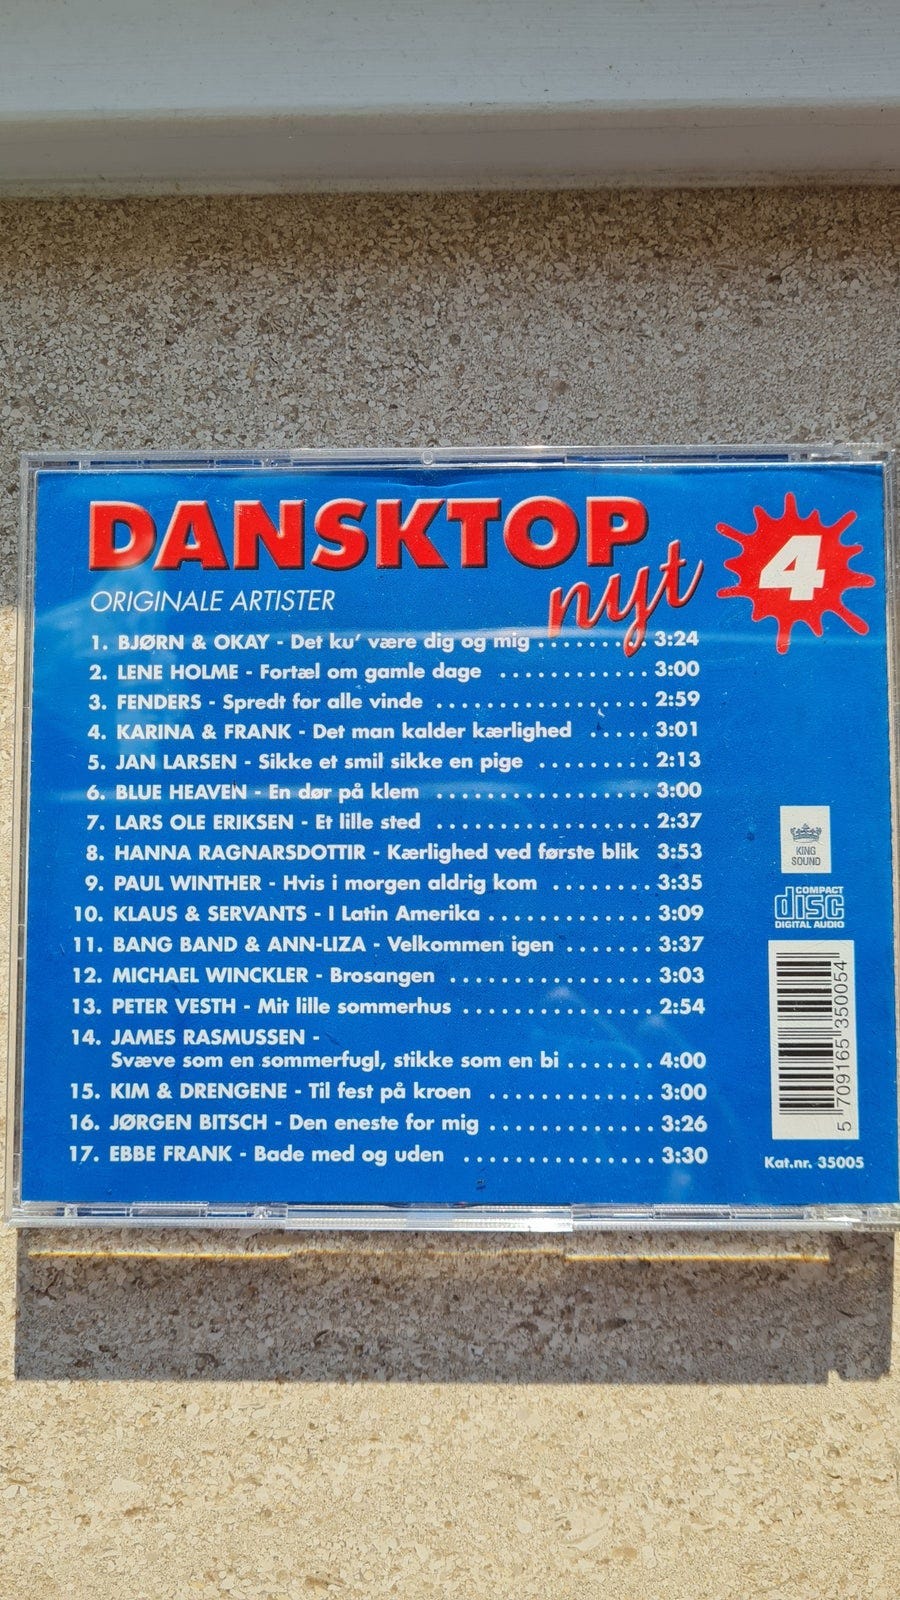 DANSKTOP
nyt
4
ORIGINALE ARTISTER
1. BJØRN & OKAY - Det ku' være dig og mig ........ 3:24
2. LENE HOLME - Fortæl om gamle dage ............ 3:00
3. FENDERS - Spredt for alle vinde .................. 2:59
4. KARINA & FRANK - Det man kalder kærlighed ..... 3:01
5. JAN LARSEN - Sikke et smil sikke en pige ......... 2:13
6. BLUE HEAVEN - En dør på klem .................. 3:00
7. LARS OLE ERIKSEN - Et lille sted .................. 2:37
8. HANNA RAGNARSDOTTIR - Kærlighed ved første blik 3:53
9. PAUL WINTHER - Hvis i morgen aldrig kom ........ 3:35
10. KLAUS & SERVANTS - I Latin Amerika .............. 3:09
11. BANG BAND & ANN-LIZA - Velkommen igen ....... 3:37
12. MICHAEL WINCKLER - Brosangen ................. 3:03
13. PETER VESTH - Mit lille sommerhus ................ 2:54
14. JAMES RASMUSSEN -
Svæve som en sommerfugl, stikke som en bi ....... 4:00
15. KIM & DRENGENE - Til fest på kroen .............. 3:00
16. JØRGEN BITSCH - Den eneste for mig .............. 3:26
17. EBBE FRANK - Bade med og uden ................ 3:30
KING
SOUND
COMPACT
disc
DIGITAL AUDIO
5 709165 350054
Kat.nr. 35005